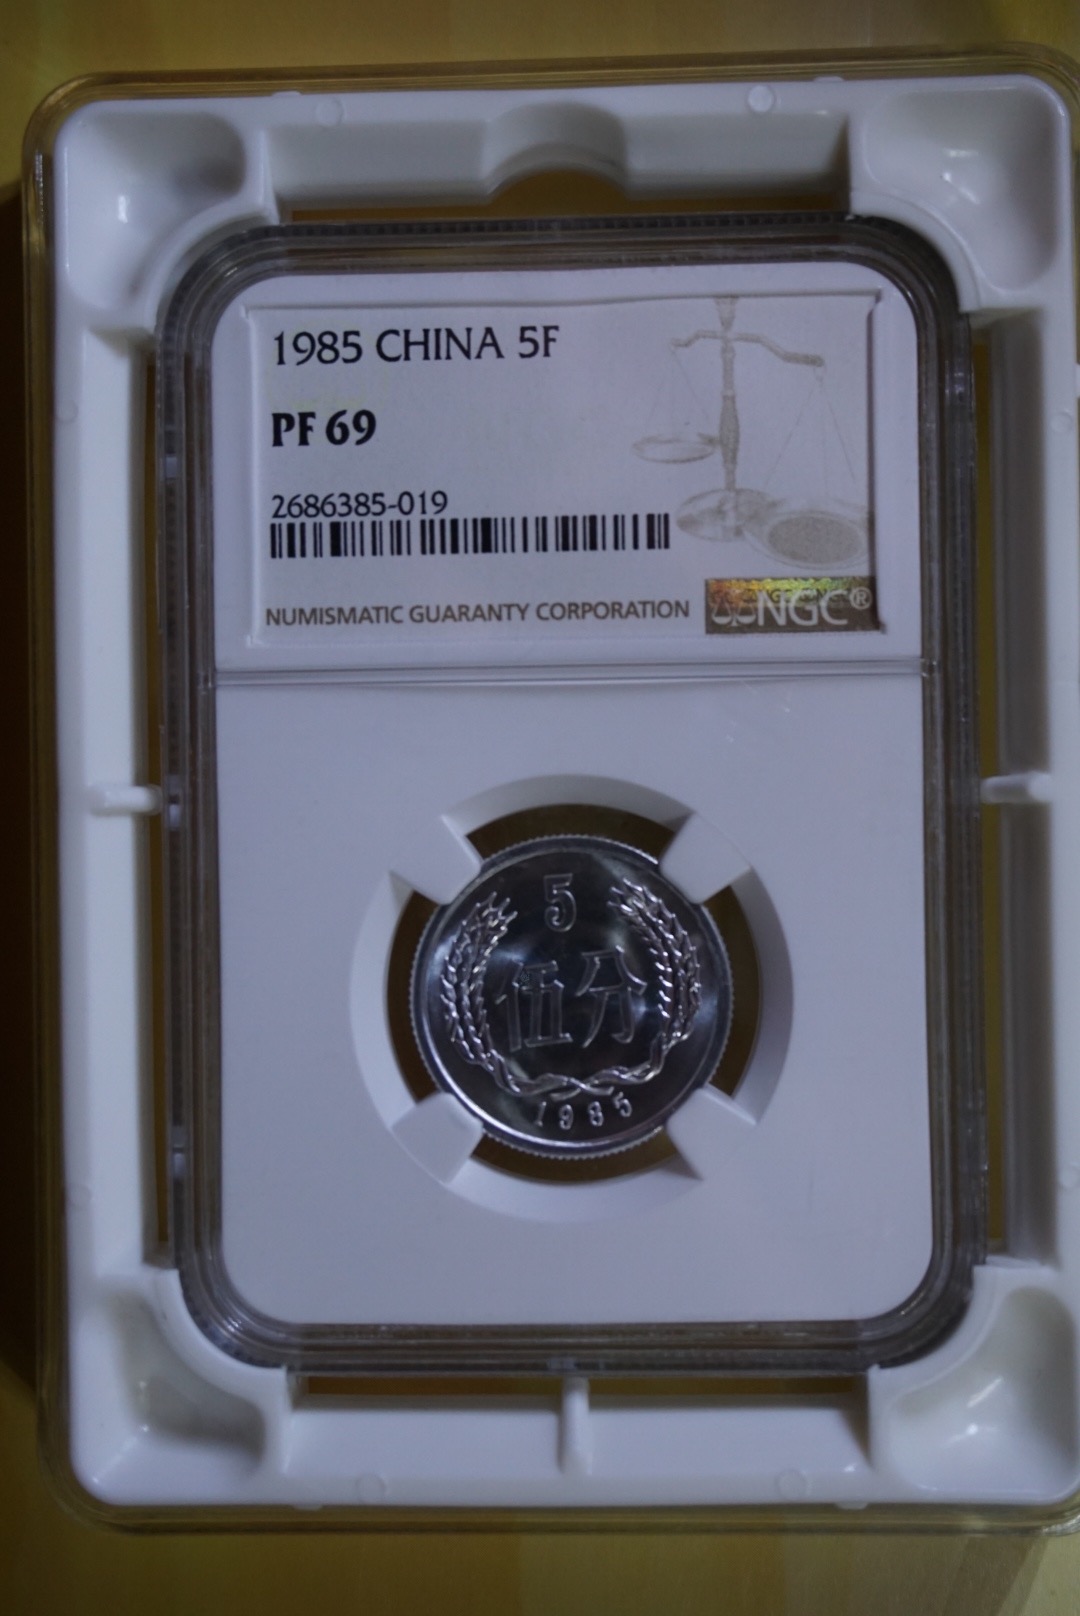 1985 CHINA 5F
PF 69
2686385-019
NUMISMATIC GUARANTY CORPORATION
NGC®
5
伍分
1985